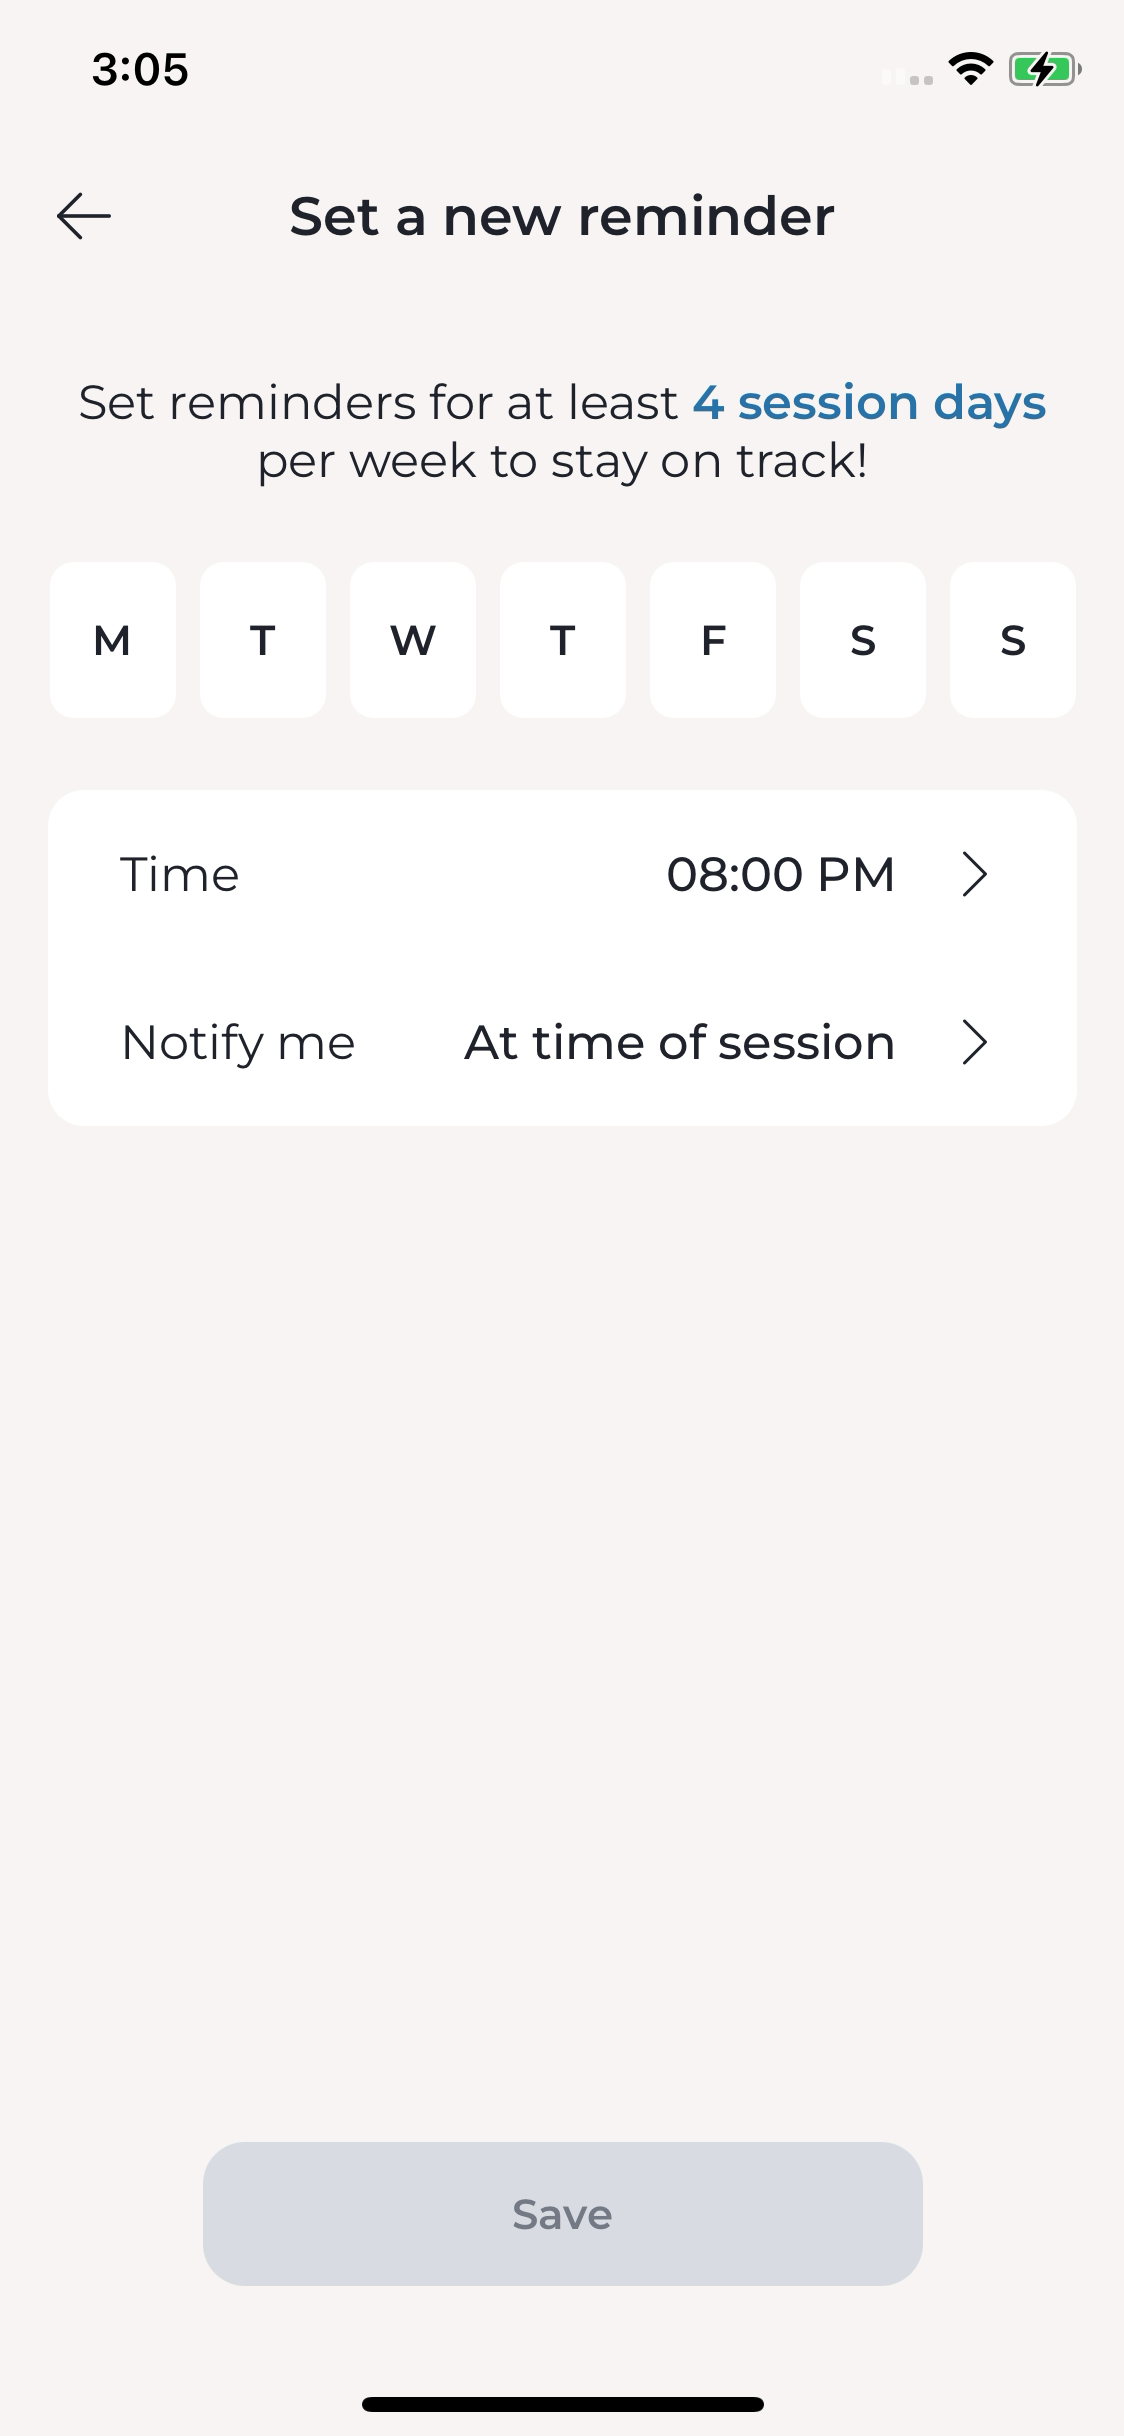 3:05
Set a new reminder
Set reminders for at least 4 session days
per week to stay on track!
M T W T F S S
Time 08:00 PM
Notify me At time of session
Save